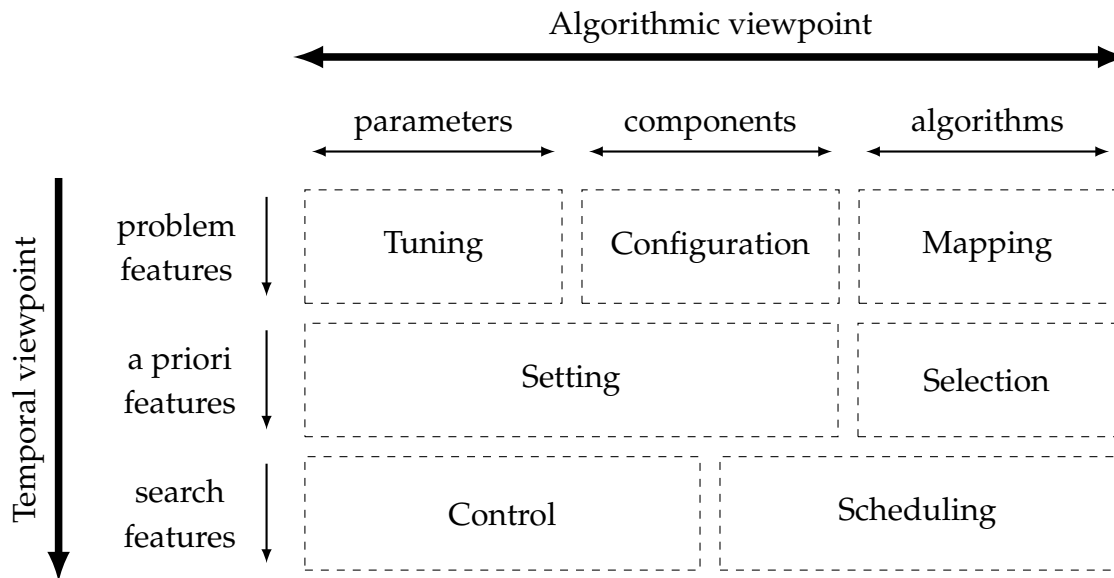 Algorithmic viewpoint
parameters
components
algorithms
Temporal viewpoint
problem
features
Tuning
Configuration
Mapping
a priori
features
Setting
Selection
search
features
Control
Scheduling